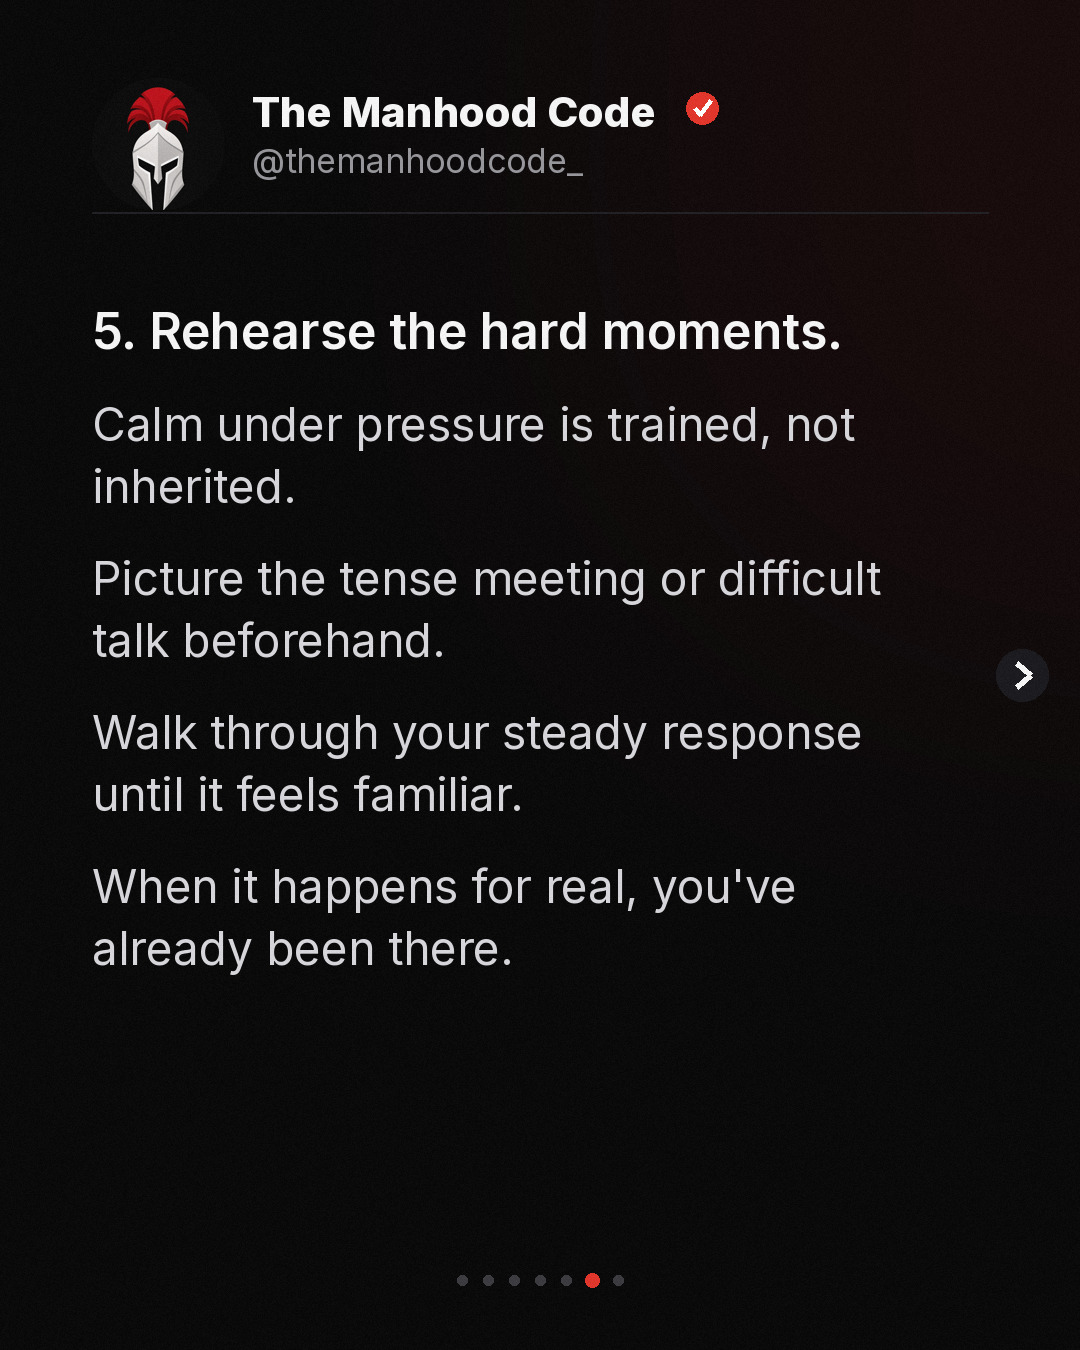 The Manhood Code
@themanhoodcode_
5. Rehearse the hard moments.
Calm under pressure is trained, not
inherited.
Picture the tense meeting or difficult
talk beforehand.
Walk through your steady response
until it feels familiar.
When it happens for real, you've
already been there.